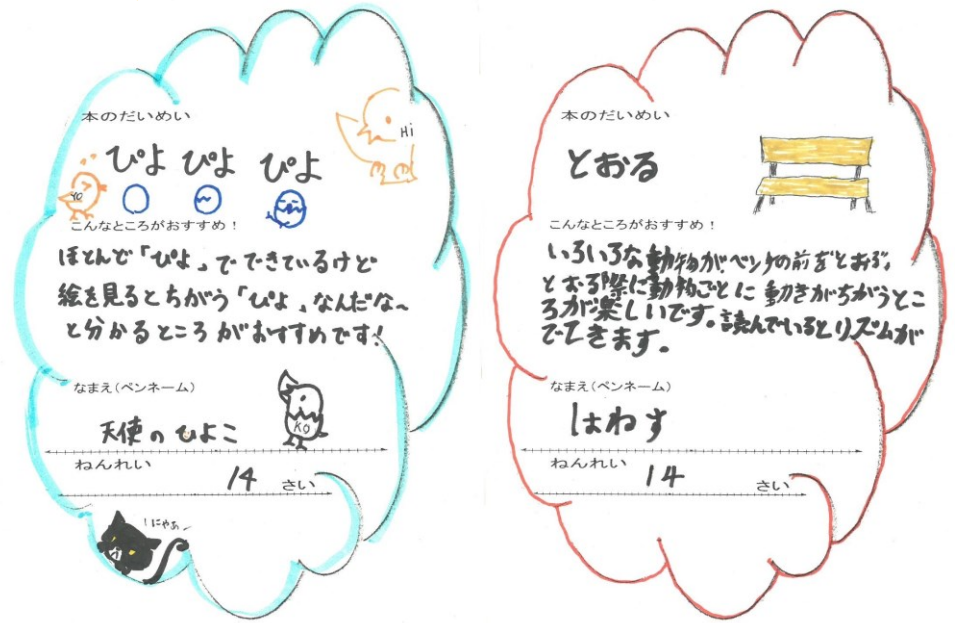 本のだいめい
Hi
ぴよ ぴよ ぴよ
こんなところがおすすめ！
ほとんど「ぴよ」でできているけど
絵を見るとちがう「ぴよ」なんだな～
と分かるところがおすすめです!
なまえ（ペンネーム）
天使のひよこ
KO
ねんれい
14 さい
にゃあ
本のだいめい
とおる
こんなところがおすすめ！
いろいろな動物がベンチの前をとおる。
とおる際に動物ごとに動きがちがうとこ
ろが楽しいです。読んでいるとリズムが
でてきます。
なまえ（ペンネーム）
はねす
ねんれい
14 さい